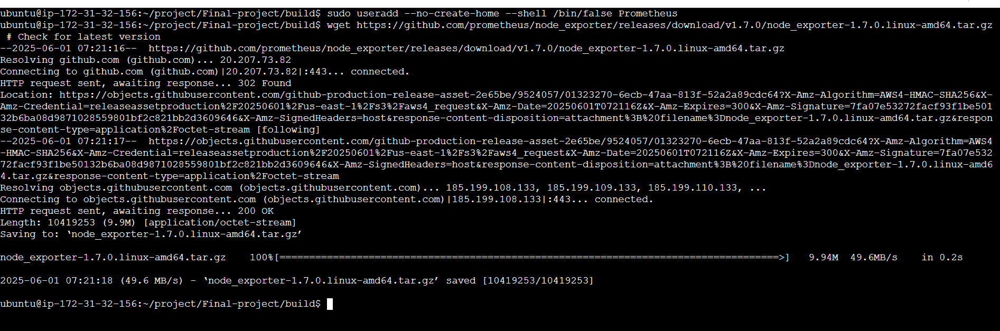 ubuntu@ip-172-31-32-156:~/project/Final-project/build$ sudo useradd --no-create-home --shell /bin/false Prometheus
ubuntu@ip-172-31-32-156:~/project/Final-project/build$ wget https://github.com/prometheus/node_exporter/releases/download/v1.7.0/node_exporter-1.7.0.linux-amd64.tar.gz
 # Check for latest version
--2025-06-01 07:21:16--  https://github.com/prometheus/node_exporter/releases/download/v1.7.0/node_exporter-1.7.0.linux-amd64.tar.gz
Resolving github.com (github.com)... 20.207.73.82
Connecting to github.com (github.com)|20.207.73.82|:443... connected.
HTTP request sent, awaiting response... 302 Found
Location: https://objects.githubusercontent.com/github-production-release-asset-2e65be/9524057/01323270-6ecb-47aa-813f-52a2a89cdc64?X-Amz-Algorithm=AWS4-HMAC-SHA256&X-
Amz-Credential=releaseassetproduction%2F20250601%2Fus-east-1%2Fs3%2Faws4_request&X-Amz-Date=20250601T072116Z&X-Amz-Expires=300&X-Amz-Signature=7fa07e53272facf93f1be501
32b6ba08d9871028559801bf2c821bb2d3609646&X-Amz-SignedHeaders=host&response-content-disposition=attachment%3B%20filename%3Dnode_exporter-1.7.0.linux-amd64.tar.gz&respon
se-content-type=application%2Foctet-stream [following]
--2025-06-01 07:21:17--  https://objects.githubusercontent.com/github-production-release-asset-2e65be/9524057/01323270-6ecb-47aa-813f-52a2a89cdc64?X-Amz-Algorithm=AWS4
-HMAC-SHA256&X-Amz-Credential=releaseassetproduction%2F20250601%2Fus-east-1%2Fs3%2Faws4_request&X-Amz-Date=20250601T072116Z&X-Amz-Expires=300&X-Amz-Signature=7fa07e532
72facf93f1be50132b6ba08d9871028559801bf2c821bb2d3609646&X-Amz-SignedHeaders=host&response-content-disposition=attachment%3B%20filename%3Dnode_exporter-1.7.0.linux-amd6
4.tar.gz&response-content-type=application%2Foctet-stream
Resolving objects.githubusercontent.com (objects.githubusercontent.com)... 185.199.108.133, 185.199.109.133, 185.199.110.133, ...
Connecting to objects.githubusercontent.com (objects.githubusercontent.com)|185.199.108.133|:443... connected.
HTTP request sent, awaiting response... 200 OK
Length: 10419253 (9.9M) [application/octet-stream]
Saving to: ‘node_exporter-1.7.0.linux-amd64.tar.gz’
node_exporter-1.7.0.linux-amd64.tar.gz    100%[====================================================================================>]   9.94M  49.6MB/s    in 0.2s
2025-06-01 07:21:18 (49.6 MB/s) - ‘node_exporter-1.7.0.linux-amd64.tar.gz’ saved [10419253/10419253]
ubuntu@ip-172-31-32-156:~/project/Final-project/build$